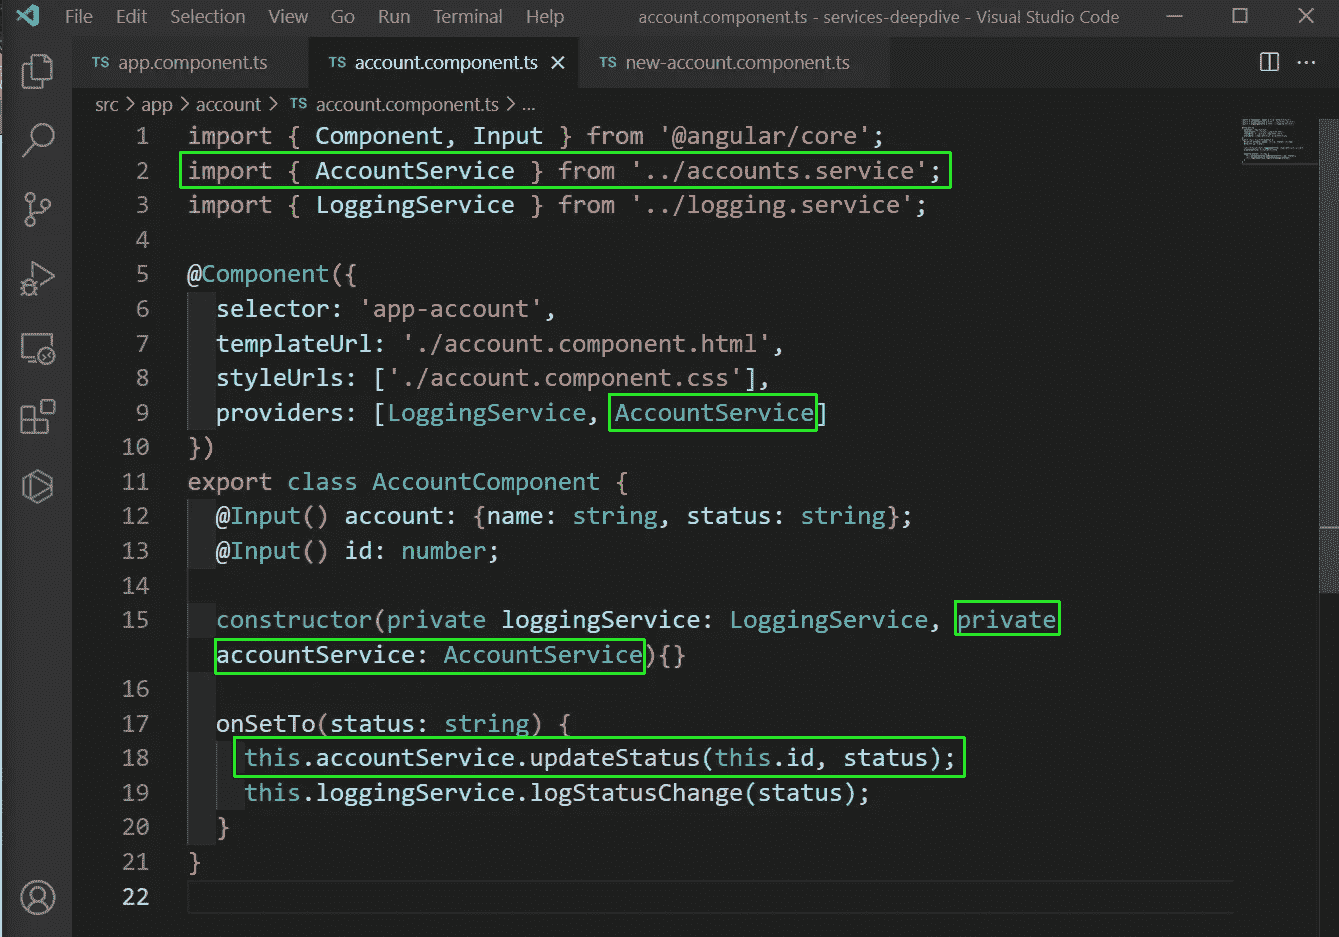 File Edit Selection View Go Run Terminal Help account.component.ts - services-deepdive - Visual Studio Code
TS app.component.ts TS account.component.ts TS new-account.component.ts
src > app > account > TS account.component.ts > ...
1 import { Component, Input } from '@angular/core';
2 import { AccountService } from '../accounts.service';
3 import { LoggingService } from '../logging.service';
4
5 @Component({
6 selector: 'app-account',
7 templateUrl: './account.component.html',
8 styleUrls: ['./account.component.css'],
9 providers: [LoggingService, AccountService]
10 })
11 export class AccountComponent {
12 @Input() account: {name: string, status: string};
13 @Input() id: number;
14
15 constructor(private loggingService: LoggingService, private
accountService: AccountService){}
16
17 onSetTo(status: string) {
18 this.accountService.updateStatus(this.id, status);
19 this.loggingService.logStatusChange(status);
20 }
21 }
22